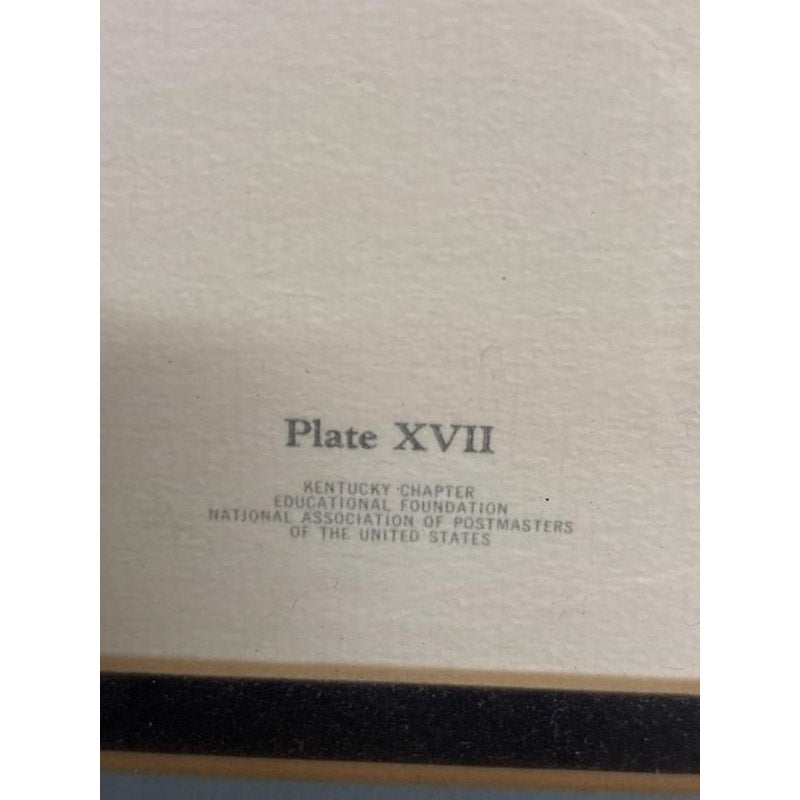 Plate XVII
KENTUCKY CHAPTER
EDUCATIONAL FOUNDATION
NATIONAL ASSOCIATION OF POSTMASTERS
OF THE UNITED STATES